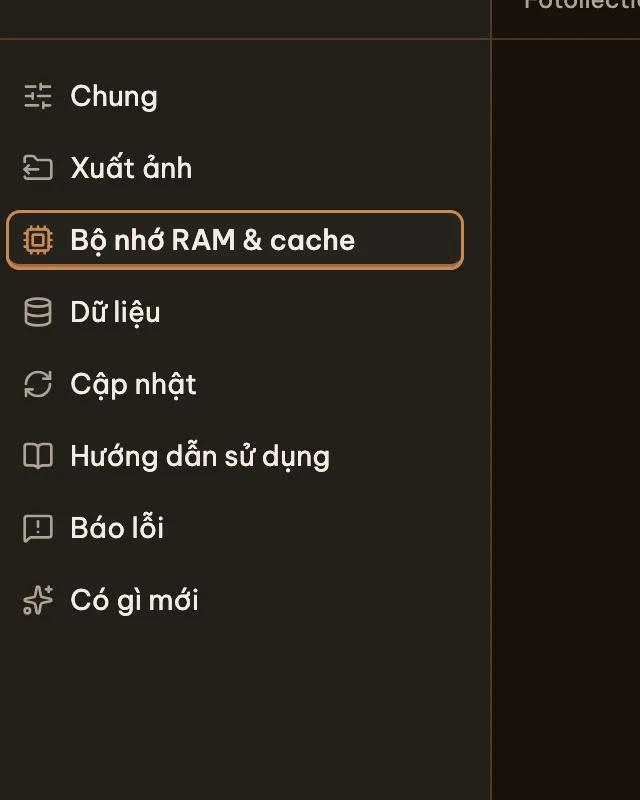 Chung
Xuất ảnh
Bộ nhớ RAM & cache
Dữ liệu
Cập nhật
Hướng dẫn sử dụng
Báo lỗi
Có gì mới